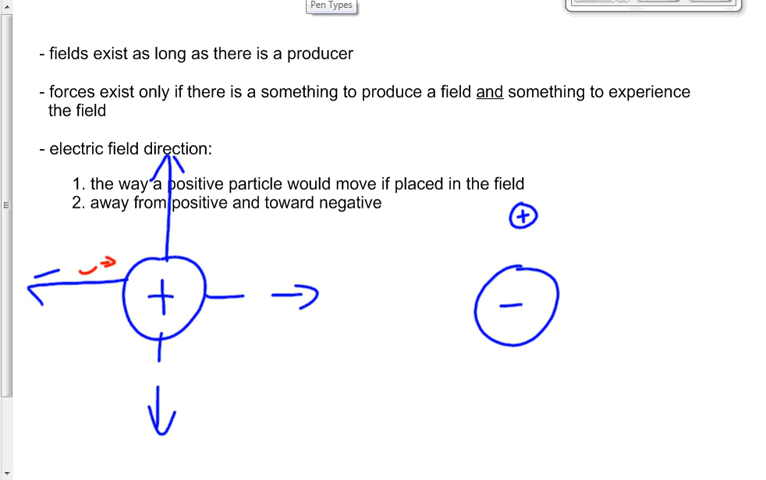 Pen Types
- fields exist as long as there is a producer
- forces exist only if there is a something to produce a field and something to experience
the field
- electric field direction:
1. the way a positive particle would move if placed in the field
2. away from positive and toward negative
+
+
-